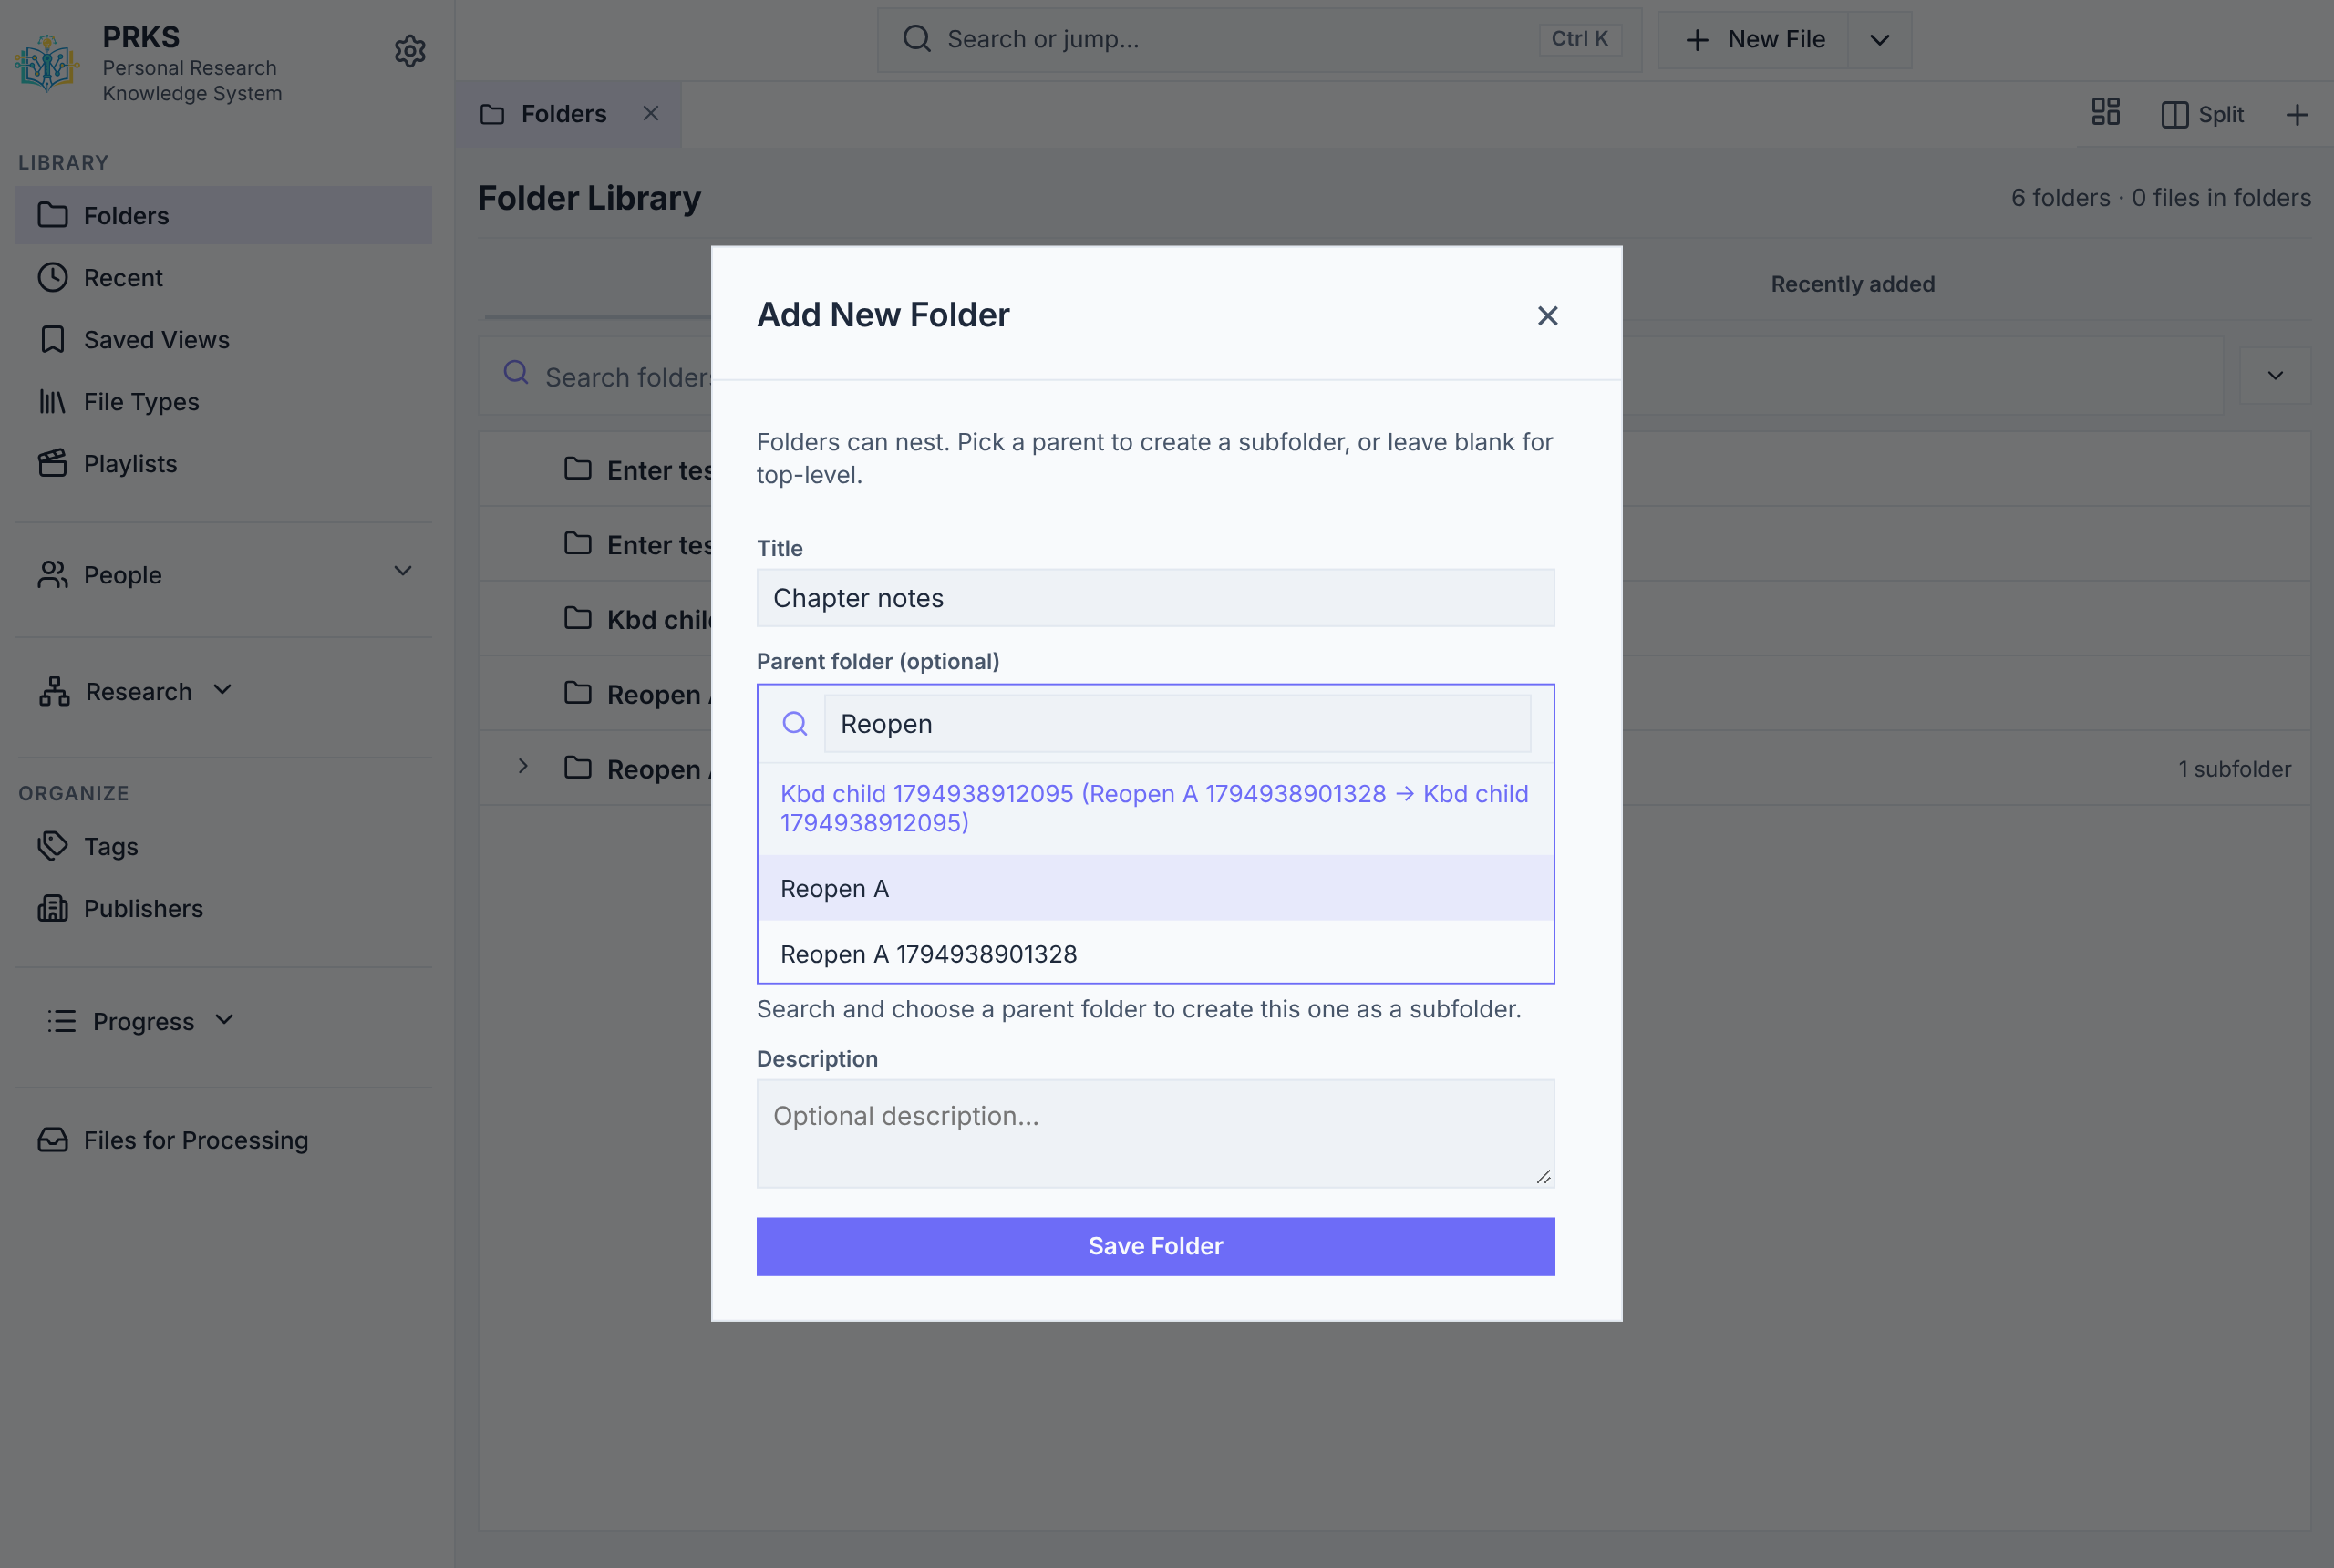 PRKS
Personal Research
Knowledge System
LIBRARY
Folders
Recent
Saved Views
File Types
Playlists
People
Research
ORGANIZE
Tags
Publishers
Progress
Files for Processing
Search or jump...
Ctrl K
New File
Folders
Split
Folder Library
6 folders · 0 files in folders
Recently added
Search folder
Enter tes
Enter tes
Kbd chil
Reopen
Reopen
1 subfolder
Add New Folder
Folders can nest. Pick a parent to create a subfolder, or leave blank for
top-level.
Title
Chapter notes
Parent folder (optional)
Reopen
Kbd child 1794938912095 (Reopen A 1794938901328 → Kbd child
1794938912095)
Reopen A
Reopen A 1794938901328
Search and choose a parent folder to create this one as a subfolder.
Description
Optional description...
Save Folder